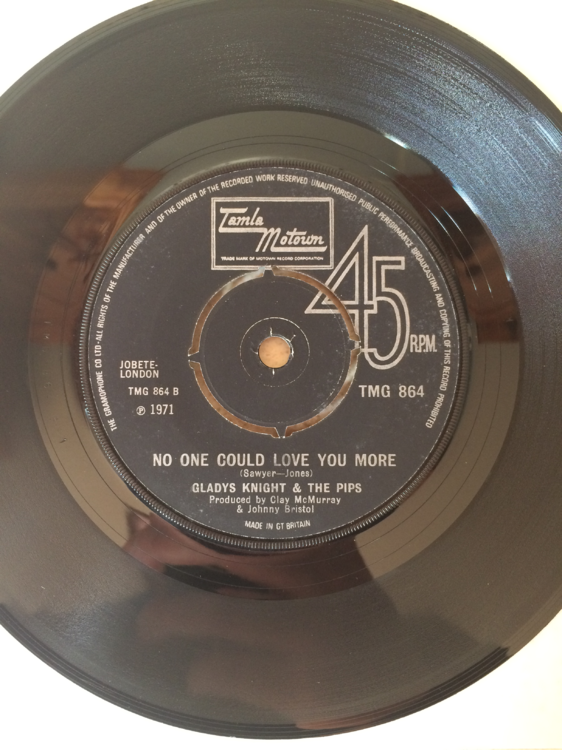 THE GRAMOPHONE CO LTD·ALL RIGHTS OF THE MANUFACTURER AND OF THE OWNER OF THE RECORDED WORK RESERVED UNAUTHORISED PUBLIC PERFORMANCE BROADCASTING AND COPYING OF THIS RECORD PROHIBITED
Tamla
Motown
TRADE MARK OF MOTOWN RECORD CORPORATION
45
R.P.M.
JOBETE-
LONDON
TMG 864 B
℗ 1971
TMG 864
NO ONE COULD LOVE YOU MORE
(Sawyer—Jones)
GLADYS KNIGHT & THE PIPS
Produced by Clay McMurray
& Johnny Bristol
MADE IN GT BRITAIN